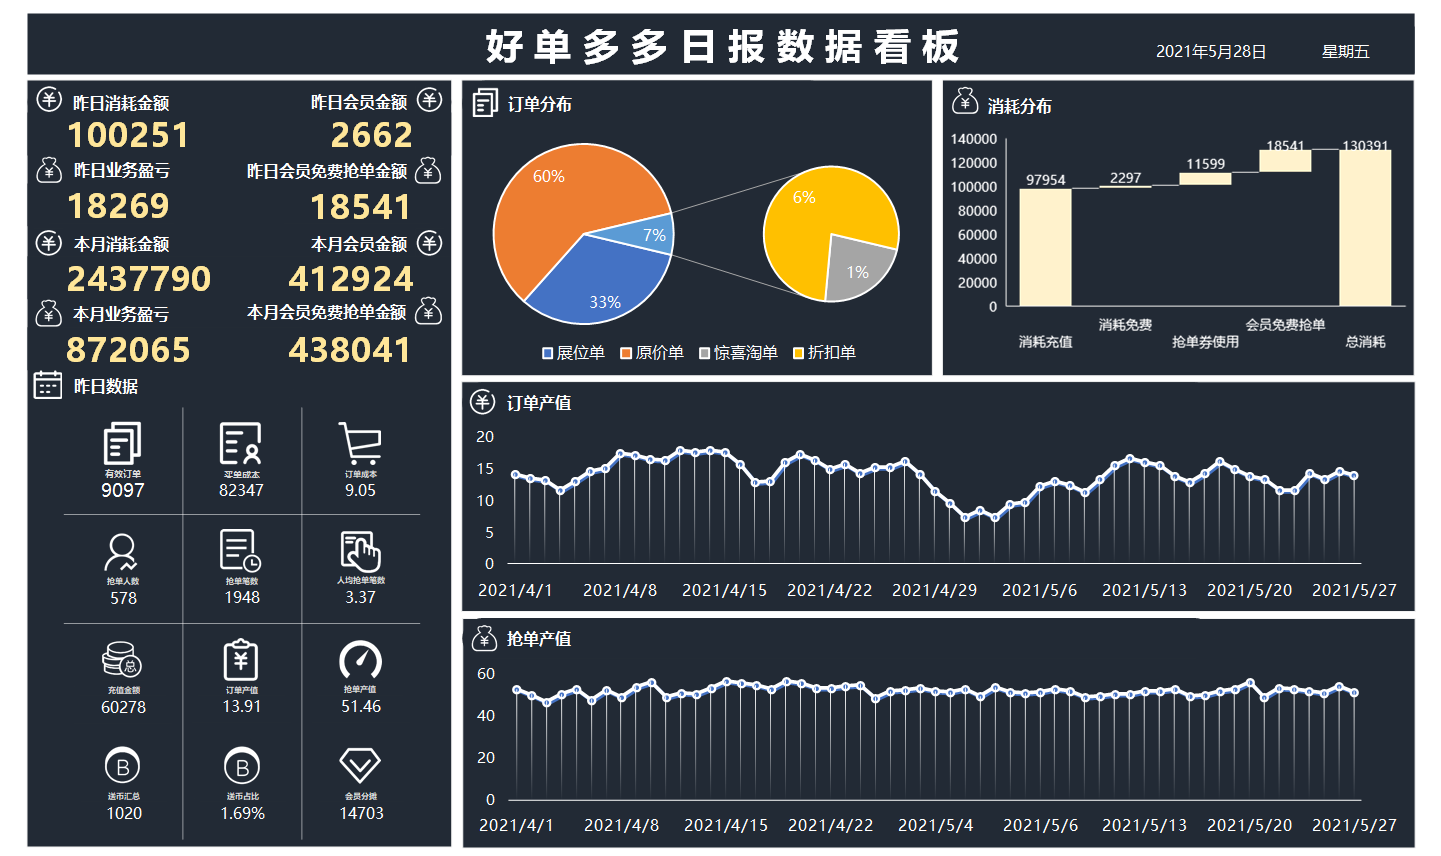 好单多多日报数据看板
2021年5月28日 星期五
昨日消耗金额 昨日会员金额
100251 2662
昨日业务盈亏 昨日会员免费抢单金额
18269 18541
本月消耗金额 本月会员金额
2437790 412924
本月业务盈亏 本月会员免费抢单金额
872065 438041
昨日数据
有效订单 买单成本 订单成本
9097 82347 9.05
抢单人数 抢单笔数 人均抢单笔数
578 1948 3.37
总
充值金额 订单产值 抢单产值
60278 13.91 51.46
B B
送币汇总 送币占比 会员分摊
1020 1.69% 14703
订单分布
60%
7%
33%
6%
1%
展位单 原价单 惊喜淘单 折扣单
消耗分布
140000
120000
100000
80000
60000
40000
20000
0
97954 2297 11599 18541 130391
消耗充值 消耗免费 抢单券使用 会员免费抢单 总消耗
订单产值
20
15
10
5
0
2021/4/1 2021/4/8 2021/4/15 2021/4/22 2021/4/29 2021/5/6 2021/5/13 2021/5/20 2021/5/27
抢单产值
60
40
20
0
2021/4/1 2021/4/8 2021/4/15 2021/4/22 2021/5/4 2021/5/6 2021/5/13 2021/5/20 2021/5/27